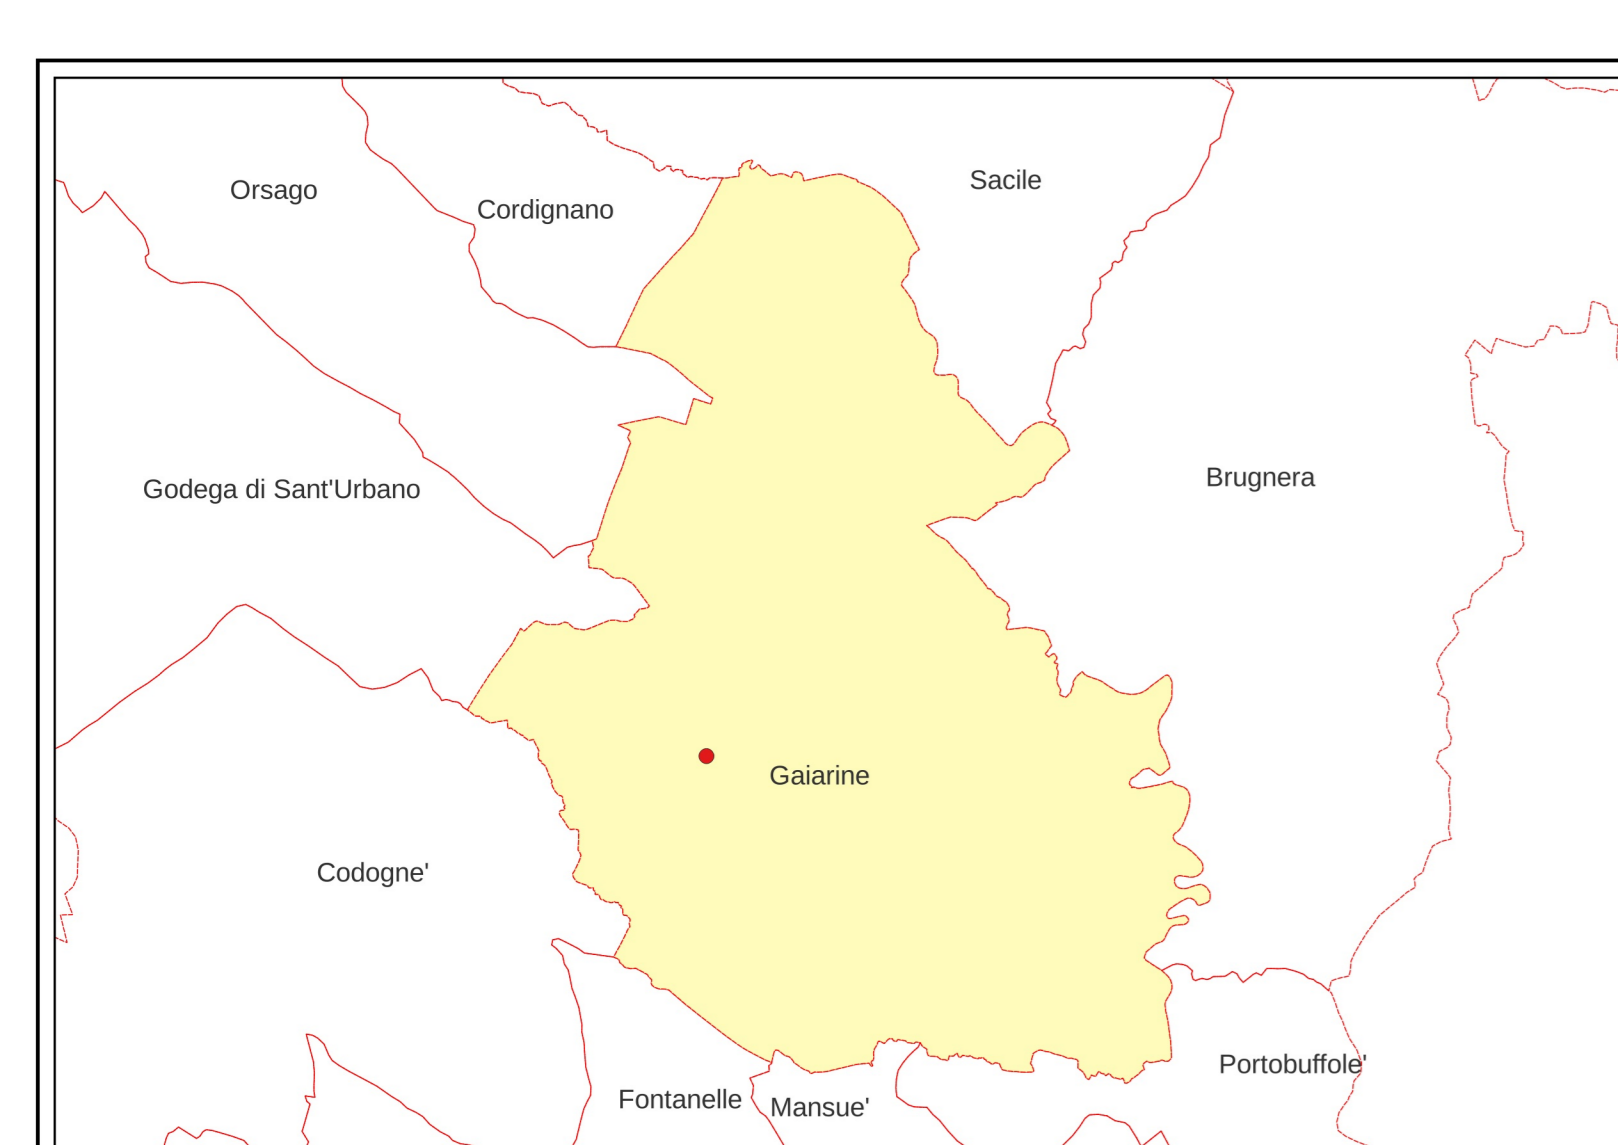 Sacile
Orsago
Cordignano
Brugnera
Godega di Sant'Urbano
Gaiarine
Codogne'
Portobuffole'
Fontanelle
Mansue'